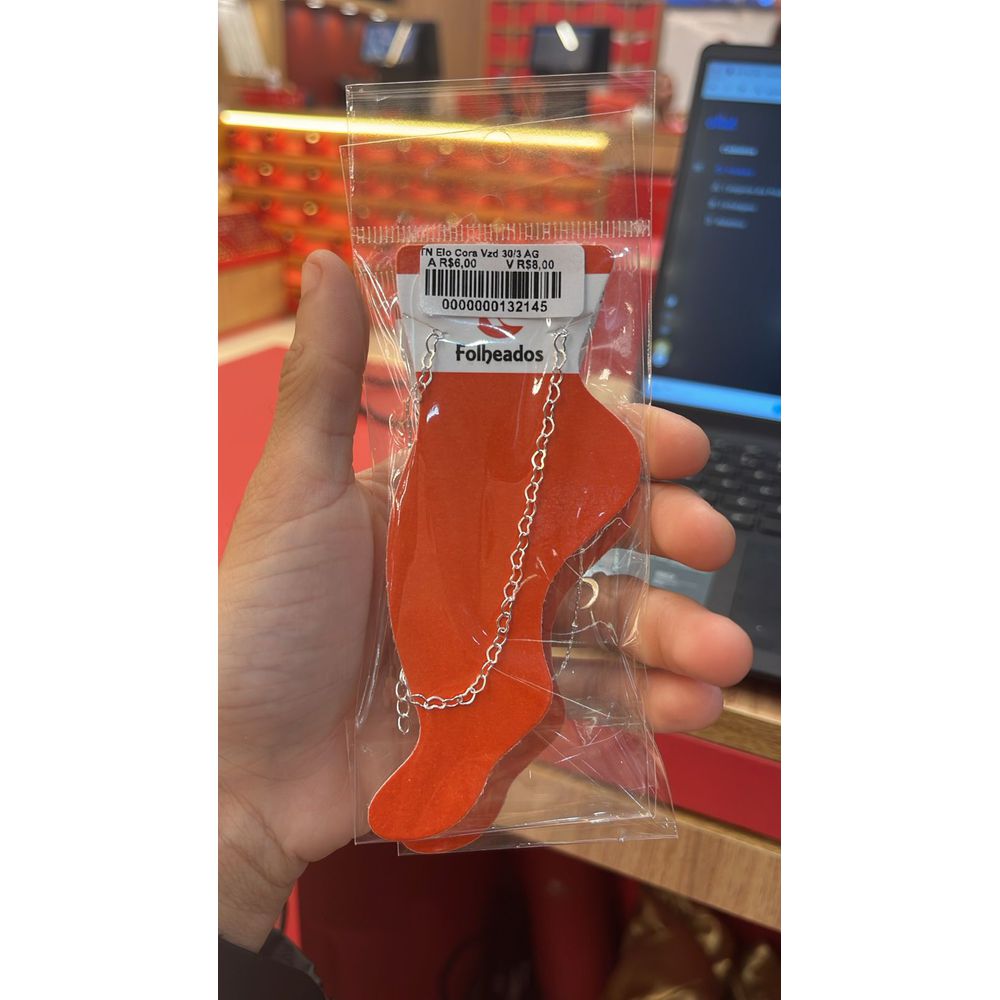 TN Elo Cora Vzd 30/3 AG
A R$6,00 V R$8,00
0000000132145
Folheados